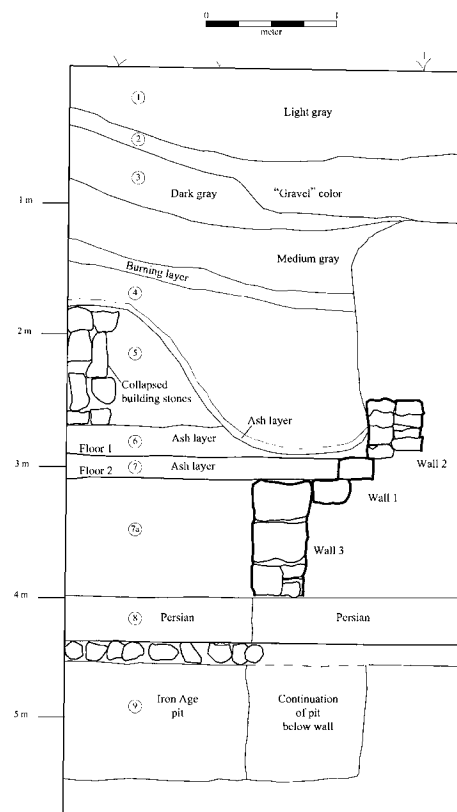 0 1
meter
1
Light gray
2
3
Dark gray
"Gravel" color
1 m
Medium gray
Burning layer
4
2 m
5
Collapsed
building stones
Ash layer
6
Ash layer
Floor 1
Wall 2
3 m
7
Ash layer
Floor 2
Wall 1
7a
Wall 3
4 m
8
Persian
Persian
9
Iron Age
pit
Continuation
of pit
below wall
5 m